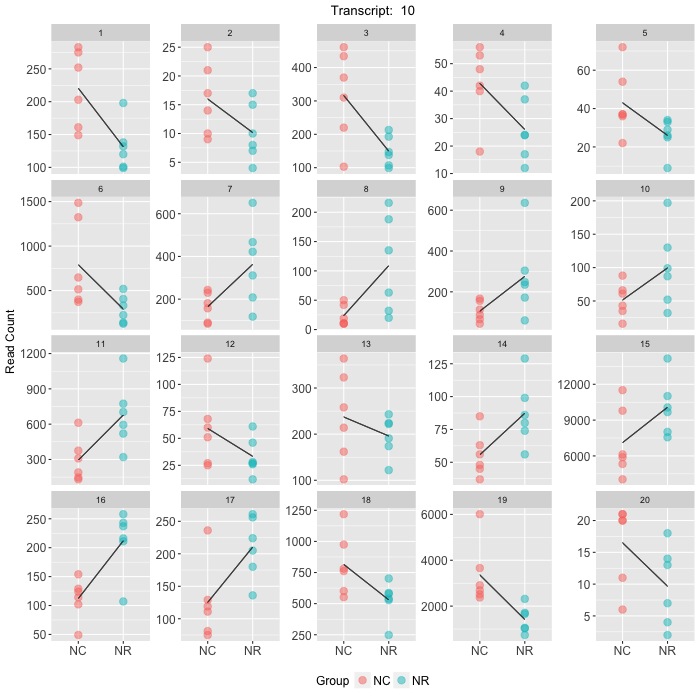 Transcript: 10
1 2 3 4 5
250 200 150 100
25 20 15 10 5
400 300 200 100
50 40 30 20 10
60 40 20
6 7 8 9 10
1500 1000 500
600 400 200
200 150 100 50 0
600 400 200
200 150 100 50
Read Count
11 12 13 14 15
1200 900 600 300
125 100 75 50 25
300 200 100
125 100 75 50
12000 9000 6000
16 17 18 19 20
250 200 150 100 50
250 200 150 100
1250 1000 750 500 250
6000 4000 2000
20 15 10 5
NC NR NC NR NC NR NC NR NC NR
Group NC NR